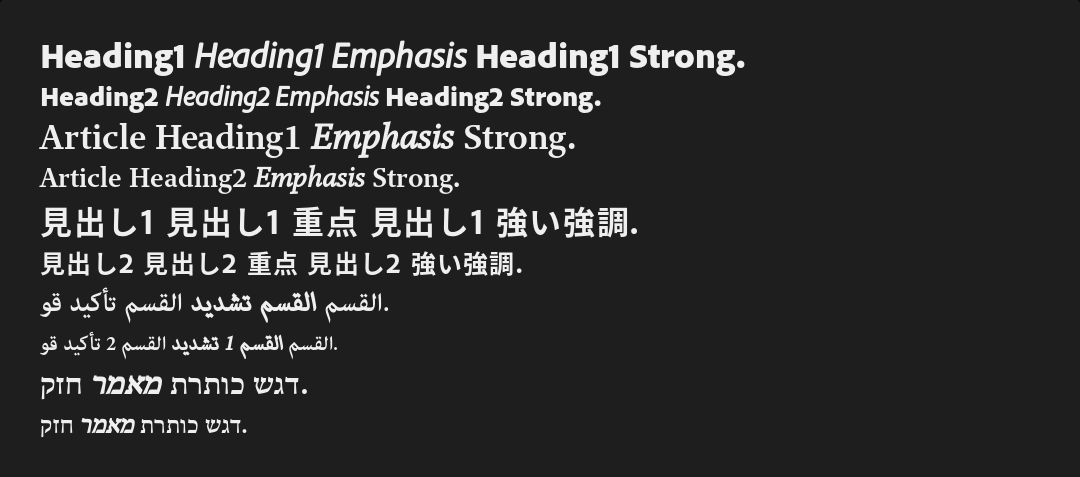 Heading1 Heading1 Emphasis Heading1 Strong.
Heading2 Heading2 Emphasis Heading2 Strong.
Article Heading1 Emphasis Strong.
Article Heading2 Emphasis Strong.
見出し1 見出し1 重点 見出し1 強い強調.
見出し2 見出し2 重点 見出し2 強い強調.
القسم القسم تشديد القسم تأكيد قو.
القسم القسم 1 تشديد القسم 2 تأكيد قو.
דגש כותרת מאמר חזק.
דגש כותרת מאמר חזק.